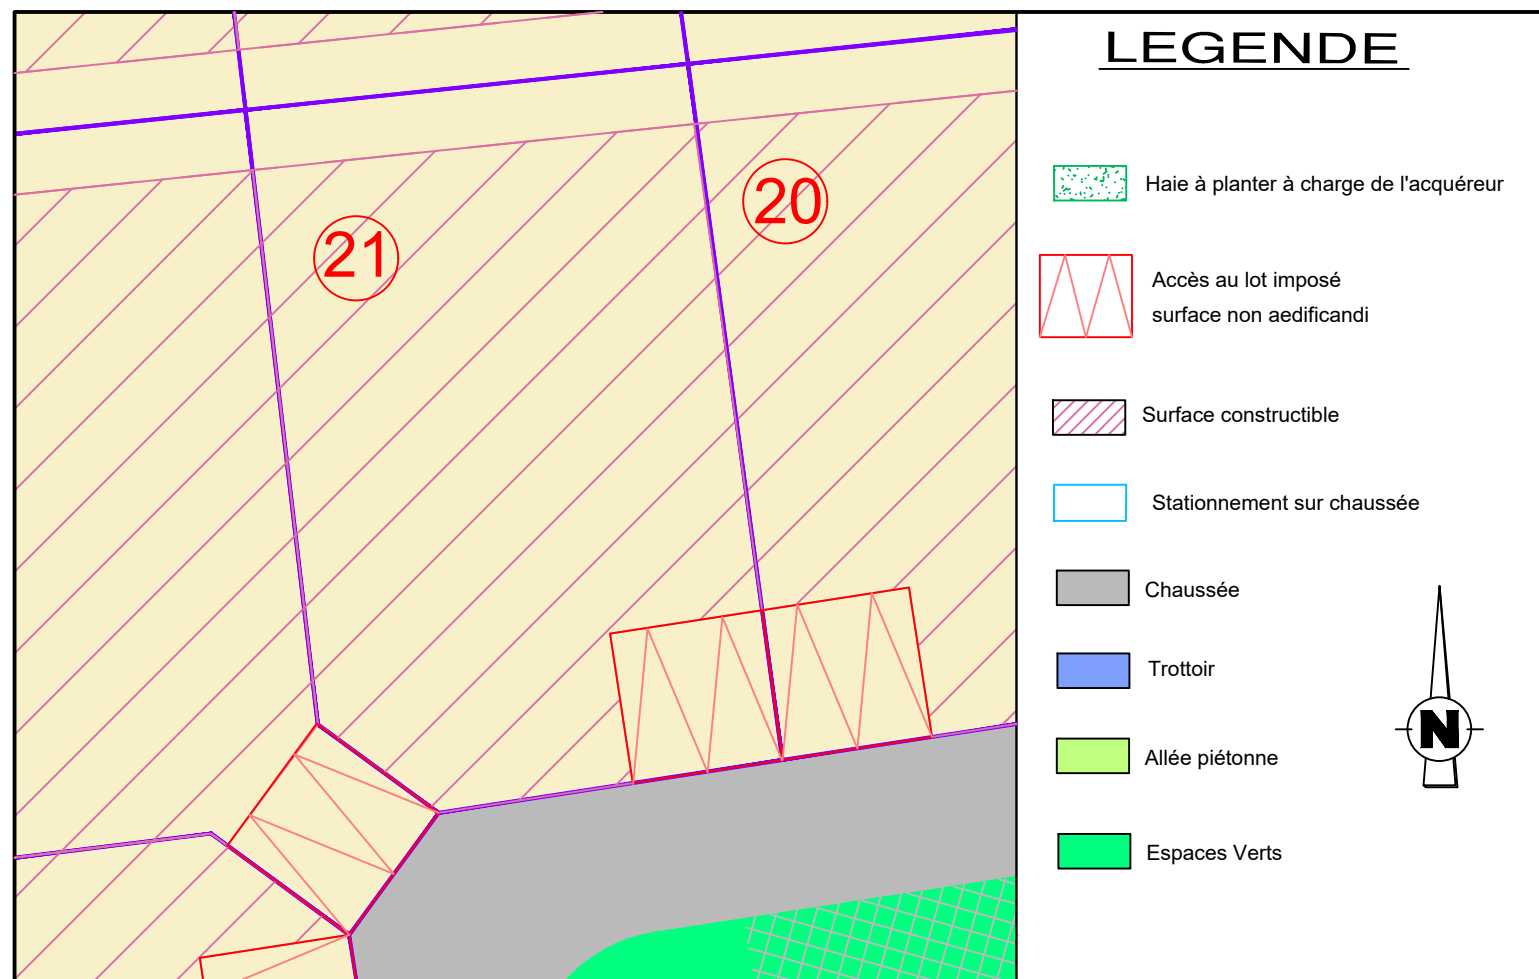 LEGENDE
20
21
Haie à planter à charge de l'acquéreur
Accès au lot imposé
surface non aedificandi
Surface constructible
Stationnement sur chaussée
Chaussée
Trottoir
Allée piétonne
Espaces Verts
N